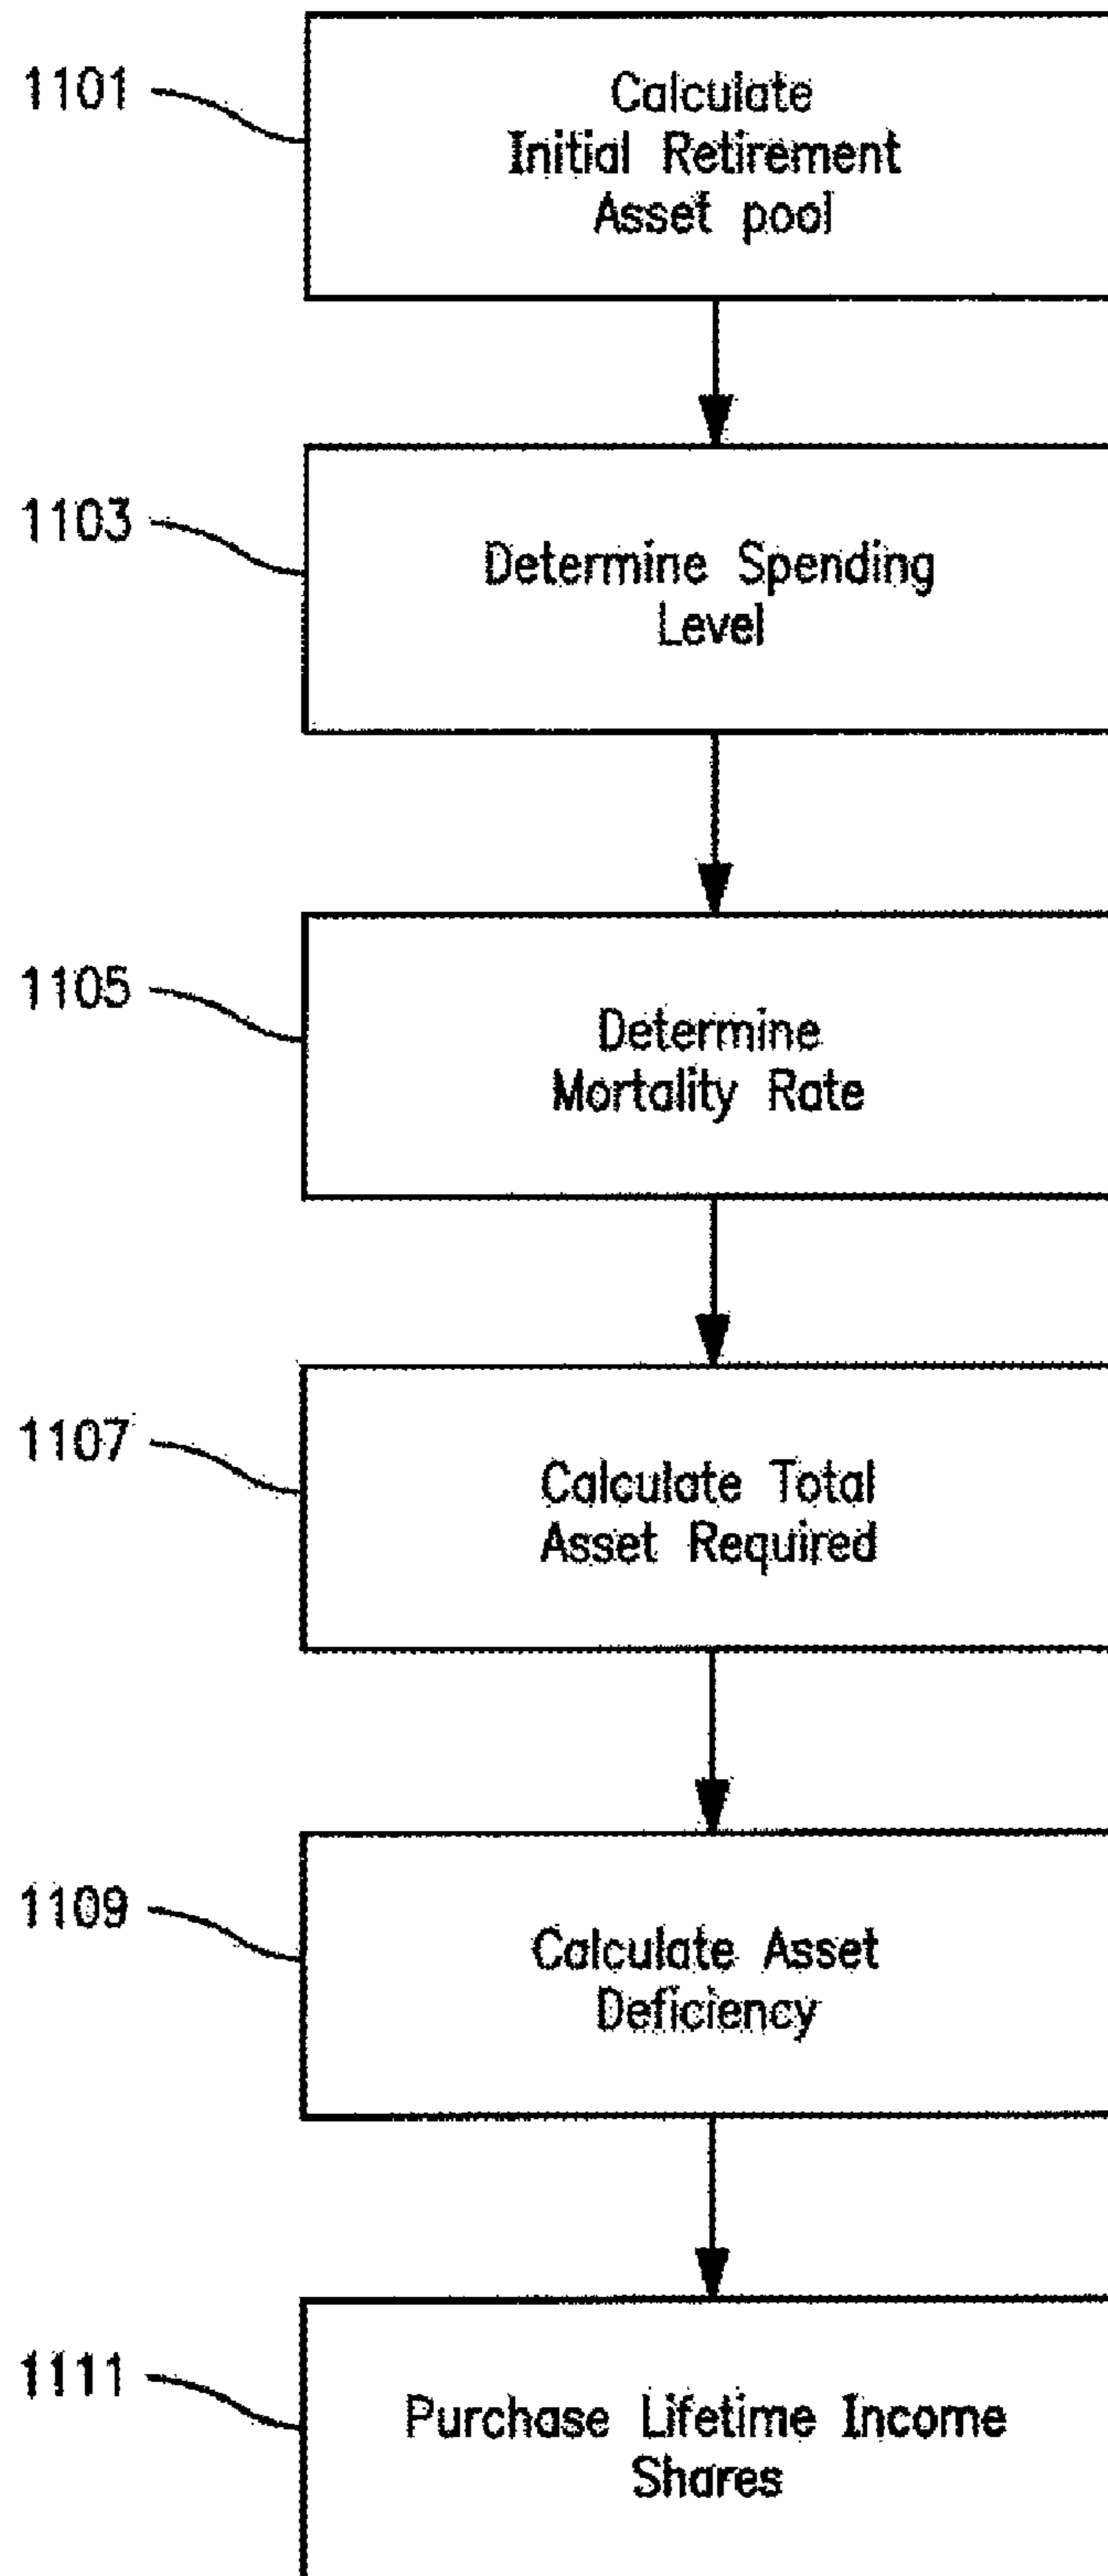 1101
Calculate
Initial Retirement
Asset pool
1103
Determine Spending
Level
1105
Determine
Mortality Rate
1107
Calculate Total
Asset Required
1109
Calculate Asset
Deficiency
1111
Purchase Lifetime Income
Shares